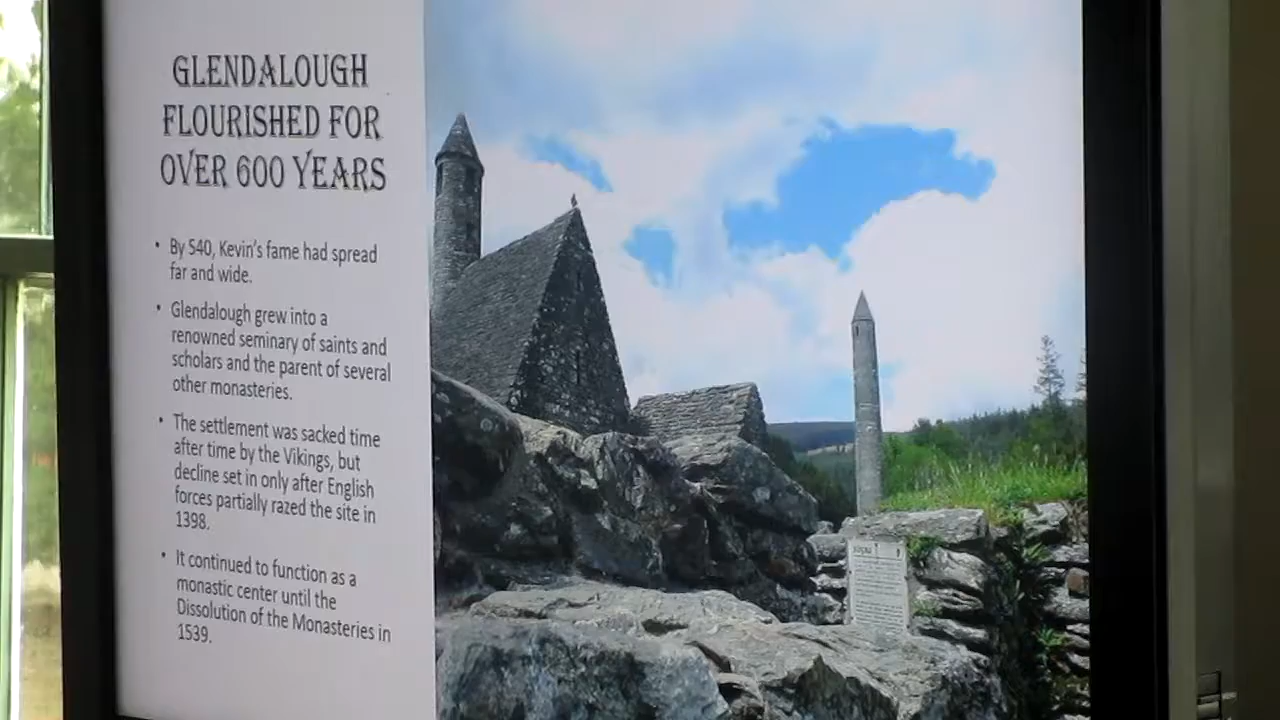 GLENDALOUGH
FLOURISHED FOR
OVER 600 YEARS
• By 540, Kevin's fame had spread
far and wide.
• Glendalough grew into a
renowned seminary of saints and
scholars and the parent of several
other monasteries.
• The settlement was sacked time
after time by the Vikings, but
decline set in only after English
forces partially razed the site in
1398.
• It continued to function as a
monastic center until the
Dissolution of the Monasteries in
1539.